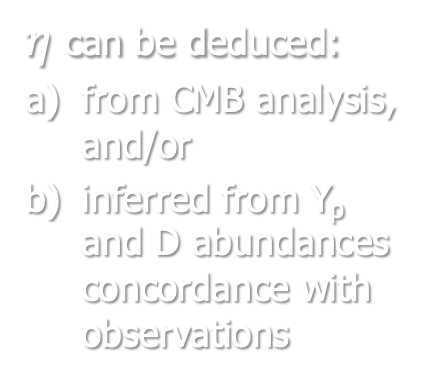 η can be deduced:
a) from CMB analysis,
and/or
b) inferred from Yₚ
and D abundances
concordance with
observations